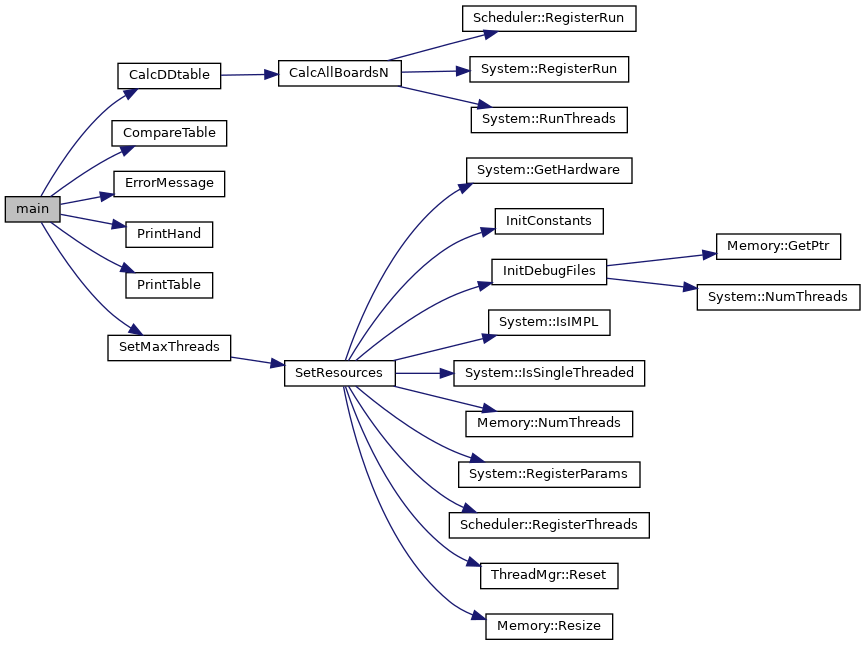 Scheduler::RegisterRun
CalcDDtable
CalcAllBoardsN
System::RegisterRun
System::RunThreads
CompareTable
System::GetHardware
ErrorMessage
main
InitConstants
PrintHand
Memory::GetPtr
InitDebugFiles
PrintTable
System::NumThreads
System::IsIMPL
SetMaxThreads
SetResources
System::IsSingleThreaded
Memory::NumThreads
System::RegisterParams
Scheduler::RegisterThreads
ThreadMgr::Reset
Memory::Resize